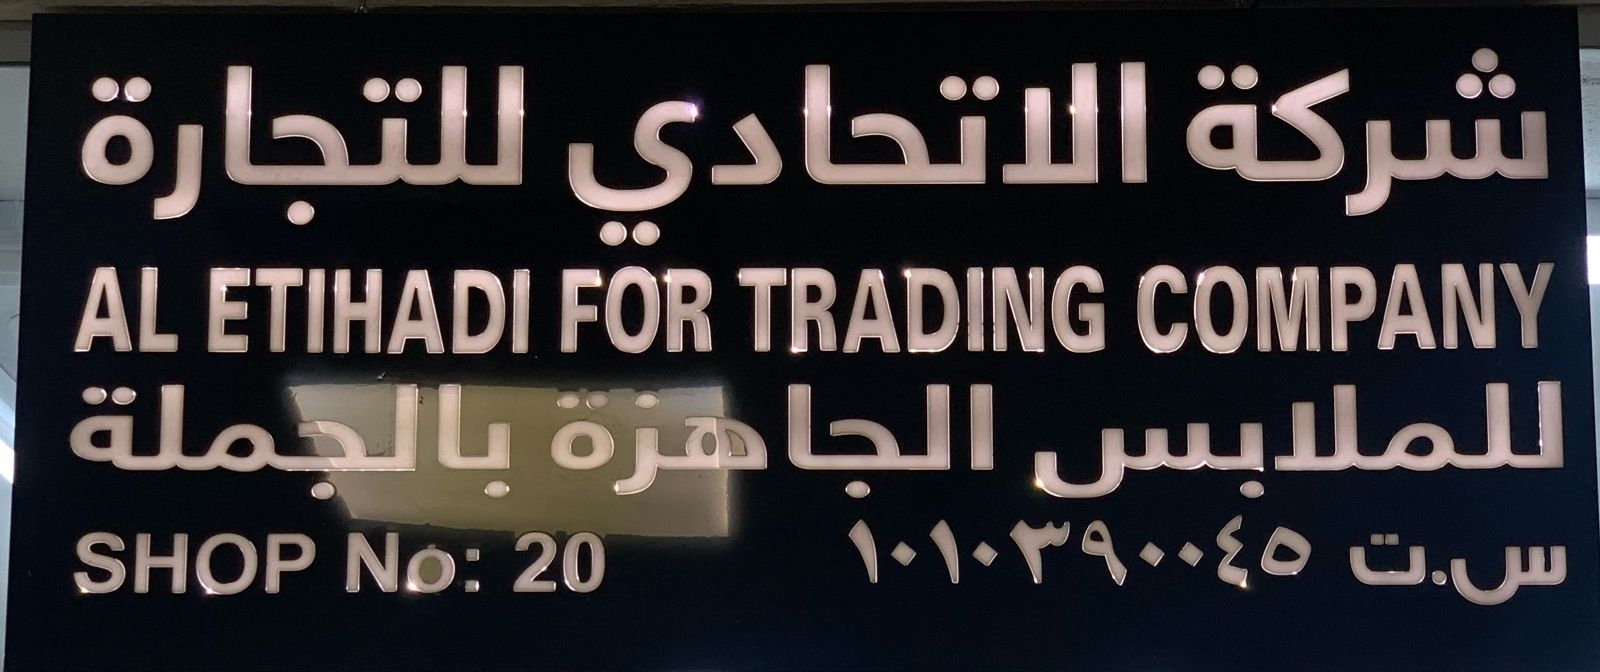 شركة الاتحادي للتجارة
AL ETIHADI FOR TRADING COMPANY
للملابس الجاهزة بالجملة
SHOP No: 20
س.ت ١٠١٠٣٩٠٠٤٥